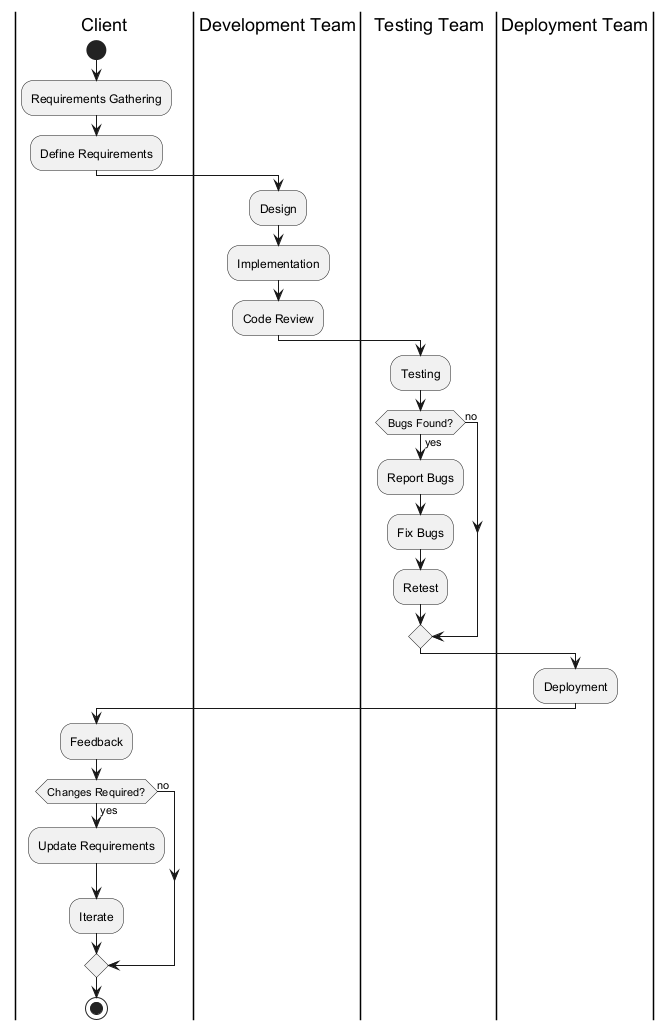 Client
Development Team
Testing Team
Deployment Team
Requirements Gathering
Define Requirements
Design
Implementation
Code Review
Testing
Bugs Found?
no
yes
Report Bugs
Fix Bugs
Retest
Deployment
Feedback
Changes Required?
no
yes
Update Requirements
Iterate